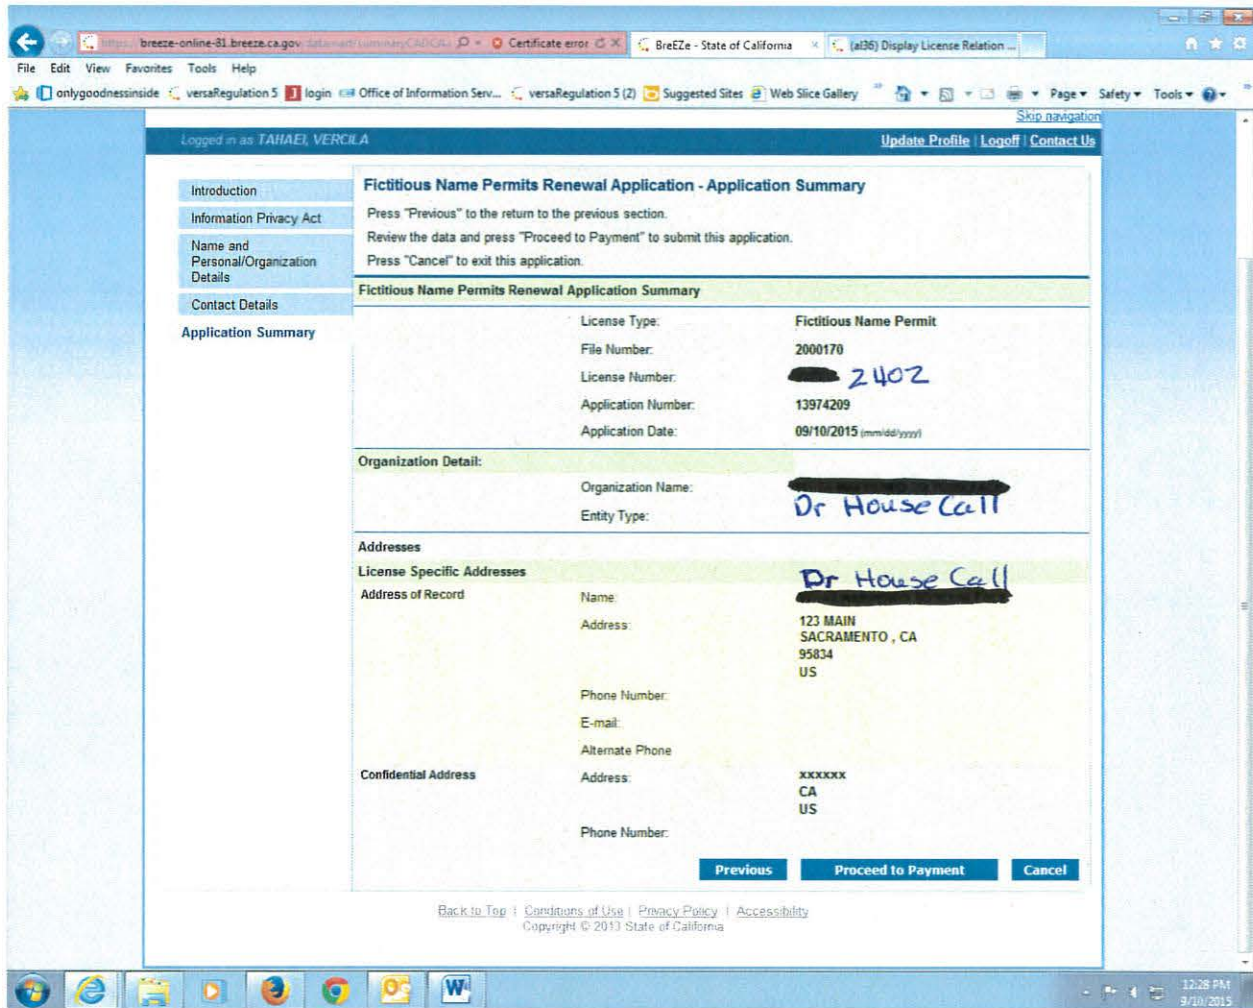 breeze-online-81.breeze.ca.gov
Certificate error
BreEZe - State of California
(al36) Display License Relation ...
File Edit View Favorites Tools Help
onlygoodnessinside versaRegulation 5 login Office of Information Serv... versaRegulation 5 (2) Suggested Sites Web Slice Gallery Page Safety Tools
Skip navigation
Logged in as TAHAEI, VERCILA
Update Profile | Logoff | Contact Us
Introduction
Information Privacy Act
Name and
Personal/Organization
Details
Contact Details
Application Summary
Fictitious Name Permits Renewal Application - Application Summary
Press "Previous" to the return to the previous section.
Review the data and press "Proceed to Payment" to submit this application.
Press "Cancel" to exit this application.
Fictitious Name Permits Renewal Application Summary
License Type: Fictitious Name Permit
File Number: 2000170
License Number: 2402
Application Number: 13974209
Application Date: 09/10/2015 (mm/dd/yyyy)
Organization Detail:
Organization Name:
Dr House Call
Entity Type:
Addresses
License Specific Addresses
Dr House Call
Address of Record Name:
Address: 123 MAIN
SACRAMENTO , CA
95834
US
Phone Number:
E-mail:
Alternate Phone
Confidential Address Address: xxxxxx
CA
US
Phone Number:
Previous Proceed to Payment Cancel
Back to Top | Conditions of Use | Privacy Policy | Accessibility
Copyright © 2013 State of California
12:28 PM
9/10/2015